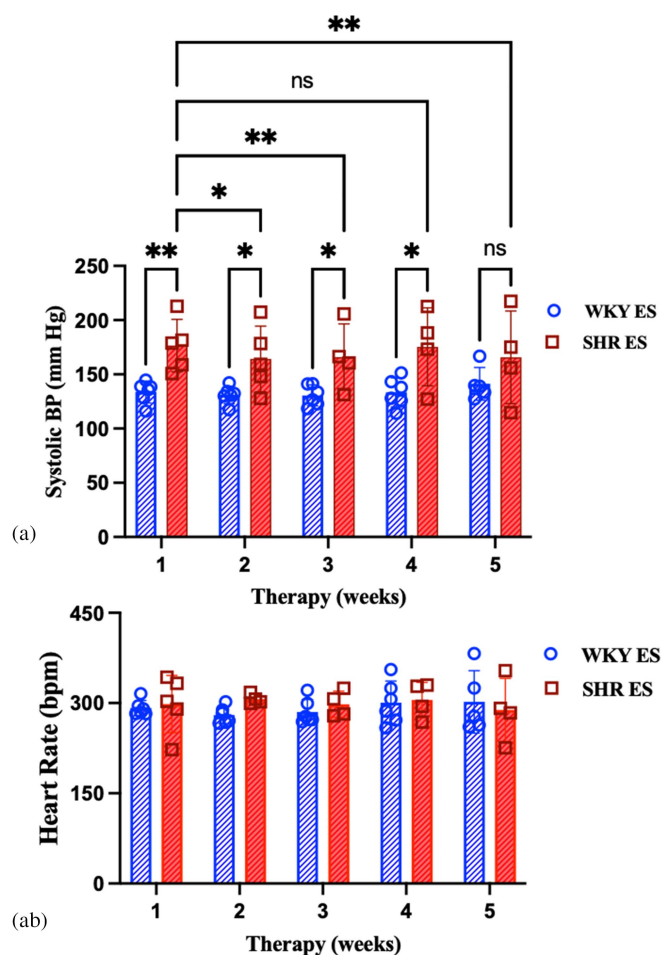 **
ns
**
*
** * * * ns
250
200
150
100
50
0
Systolic BP (mm Hg)
WKY ES
SHR ES
1 2 3 4 5
Therapy (weeks)
(a)
450
300
150
0
Heart Rate (bpm)
WKY ES
SHR ES
1 2 3 4 5
Therapy (weeks)
(ab)